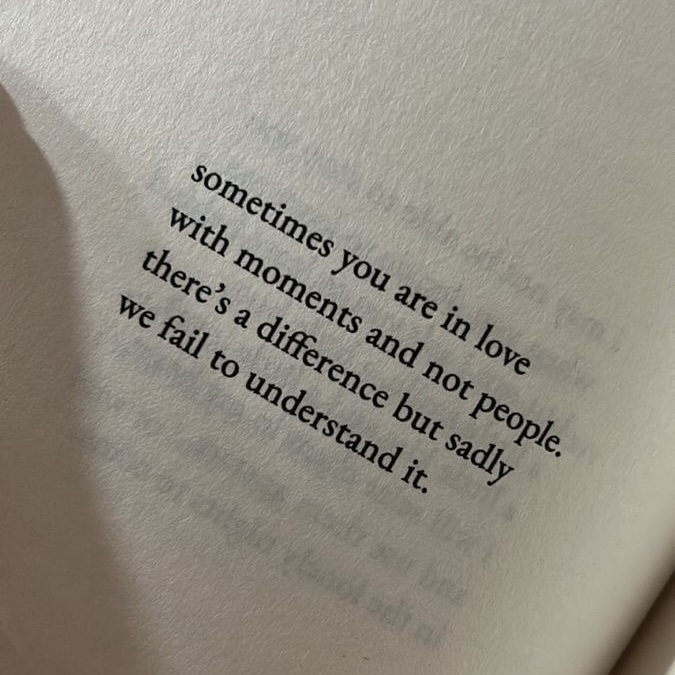 sometimes you are in love
with moments and not people.
there's a difference but sadly
we fail to understand it.